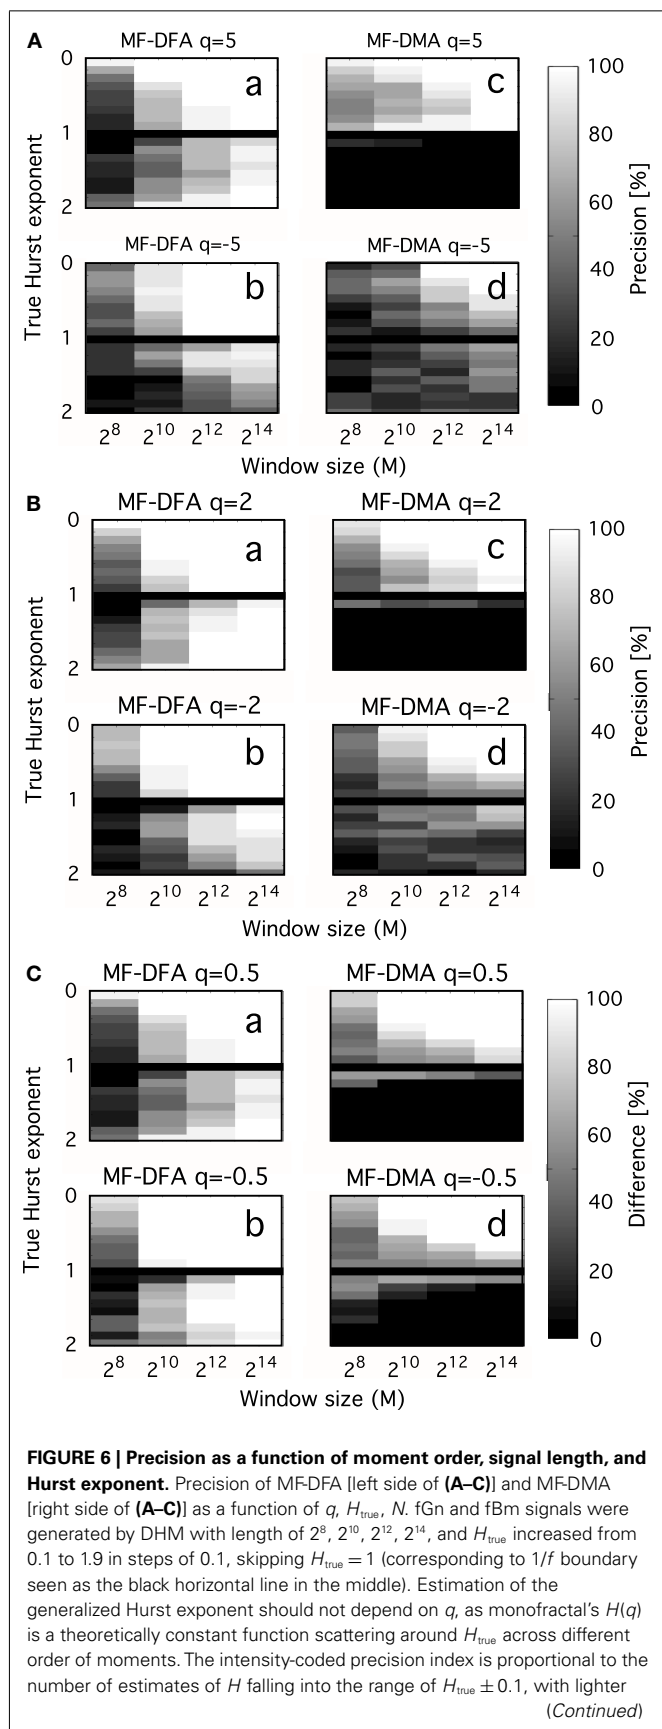 A
MF-DFA q=5
MF-DMA q=5
0
a
c
100
1
80
2
60
MF-DFA q=-5
MF-DMA q=-5
0
b
d
40
1
20
2
0
True Hurst exponent
Precision [%]
2^8 2^10 2^12 2^14
2^8 2^10 2^12 2^14
Window size (M)
B
MF-DFA q=2
MF-DMA q=2
0
a
c
100
1
80
2
60
MF-DFA q=-2
MF-DMA q=-2
0
b
d
40
1
20
2
0
True Hurst exponent
Precision [%]
2^8 2^10 2^12 2^14
2^8 2^10 2^12 2^14
Window size (M)
C
MF-DFA q=0.5
MF-DMA q=0.5
0
a
100
1
80
2
60
MF-DFA q=-0.5
MF-DMA q=-0.5
0
b
d
40
1
20
2
0
True Hurst exponent
Difference [%]
2^8 2^10 2^12 2^14
2^8 2^10 2^12 2^14
Window size (M)
FIGURE 6 | Precision as a function of moment order, signal length, and
Hurst exponent. Precision of MF-DFA [left side of (A–C)] and MF-DMA
[right side of (A–C)] as a function of q, H_true, N. fGn and fBm signals were
generated by DHM with length of 2^8, 2^10, 2^12, 2^14, and H_true increased from
0.1 to 1.9 in steps of 0.1, skipping H_true = 1 (corresponding to 1/f boundary
seen as the black horizontal line in the middle). Estimation of the
generalized Hurst exponent should not depend on q, as monofractal's H(q)
is a theoretically constant function scattering around H_true across different
order of moments. The intensity-coded precision index is proportional to the
number of estimates of H falling into the range of H_true ± 0.1, with lighter
(Continued)